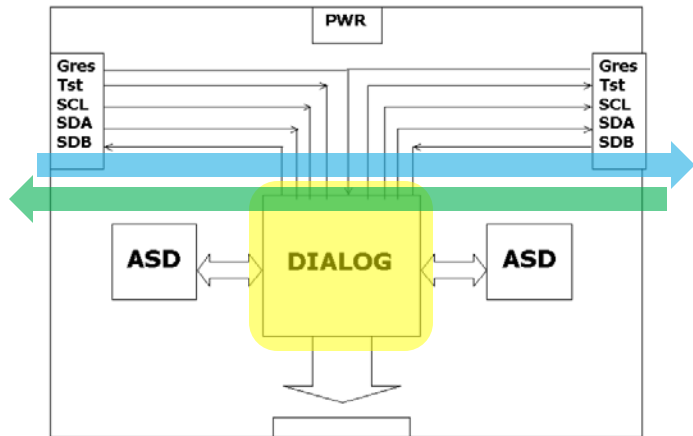 PWR
Gres
Tst
SCL
SDA
SDB
Gres
Tst
SCL
SDA
SDB
ASD
DIALOG
ASD